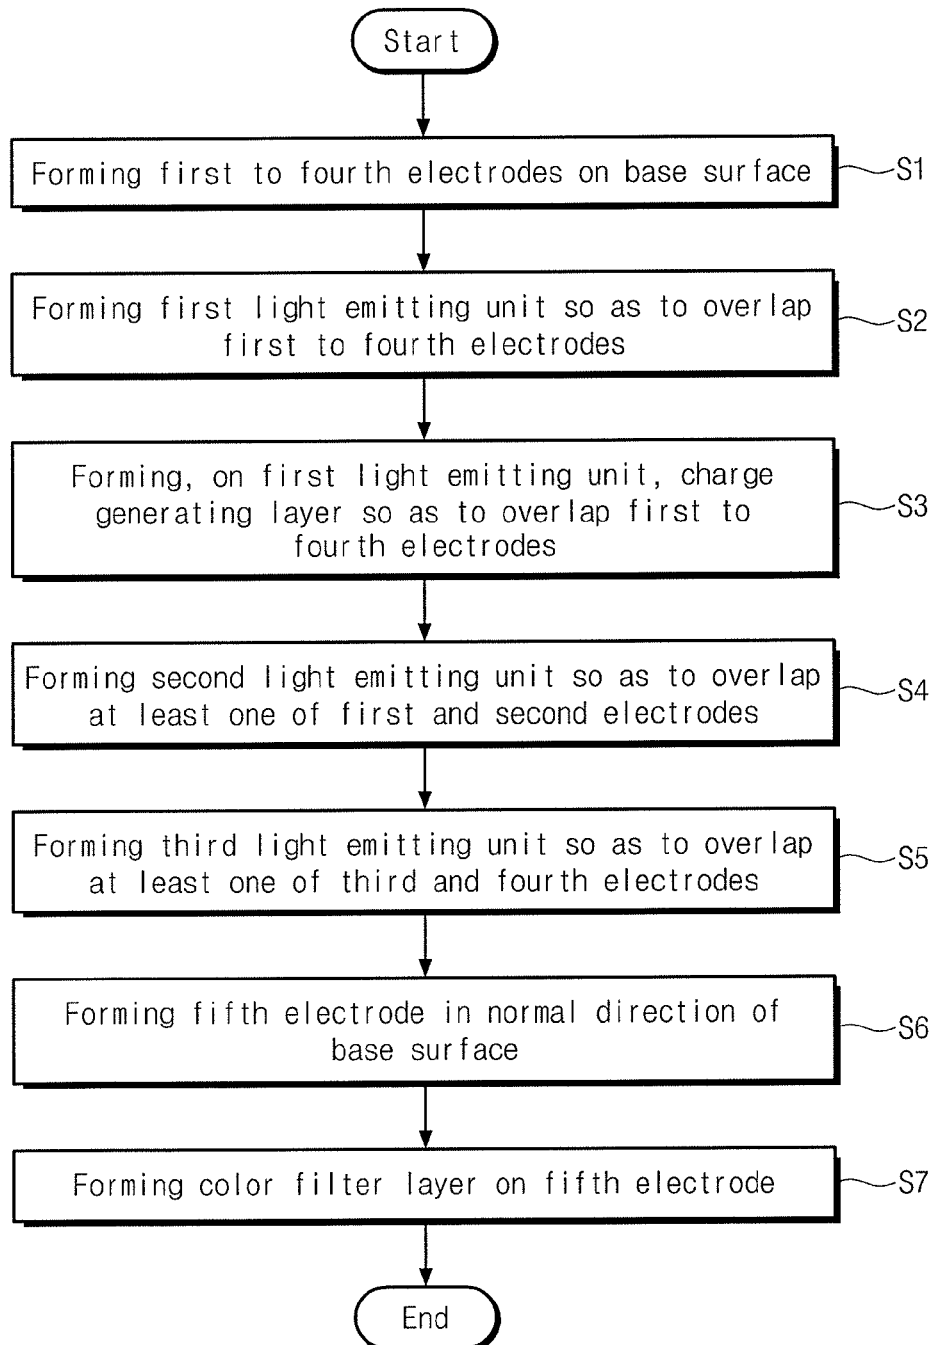 Start
Forming first to fourth electrodes on base surface
S1
Forming first light emitting unit so as to overlap
first to fourth electrodes
S2
Forming, on first light emitting unit, charge
generating layer so as to overlap first to
fourth electrodes
S3
Forming second light emitting unit so as to overlap
at least one of first and second electrodes
S4
Forming third light emitting unit so as to overlap
at least one of third and fourth electrodes
S5
Forming fifth electrode in normal direction of
base surface
S6
Forming color filter layer on fifth electrode
S7
End